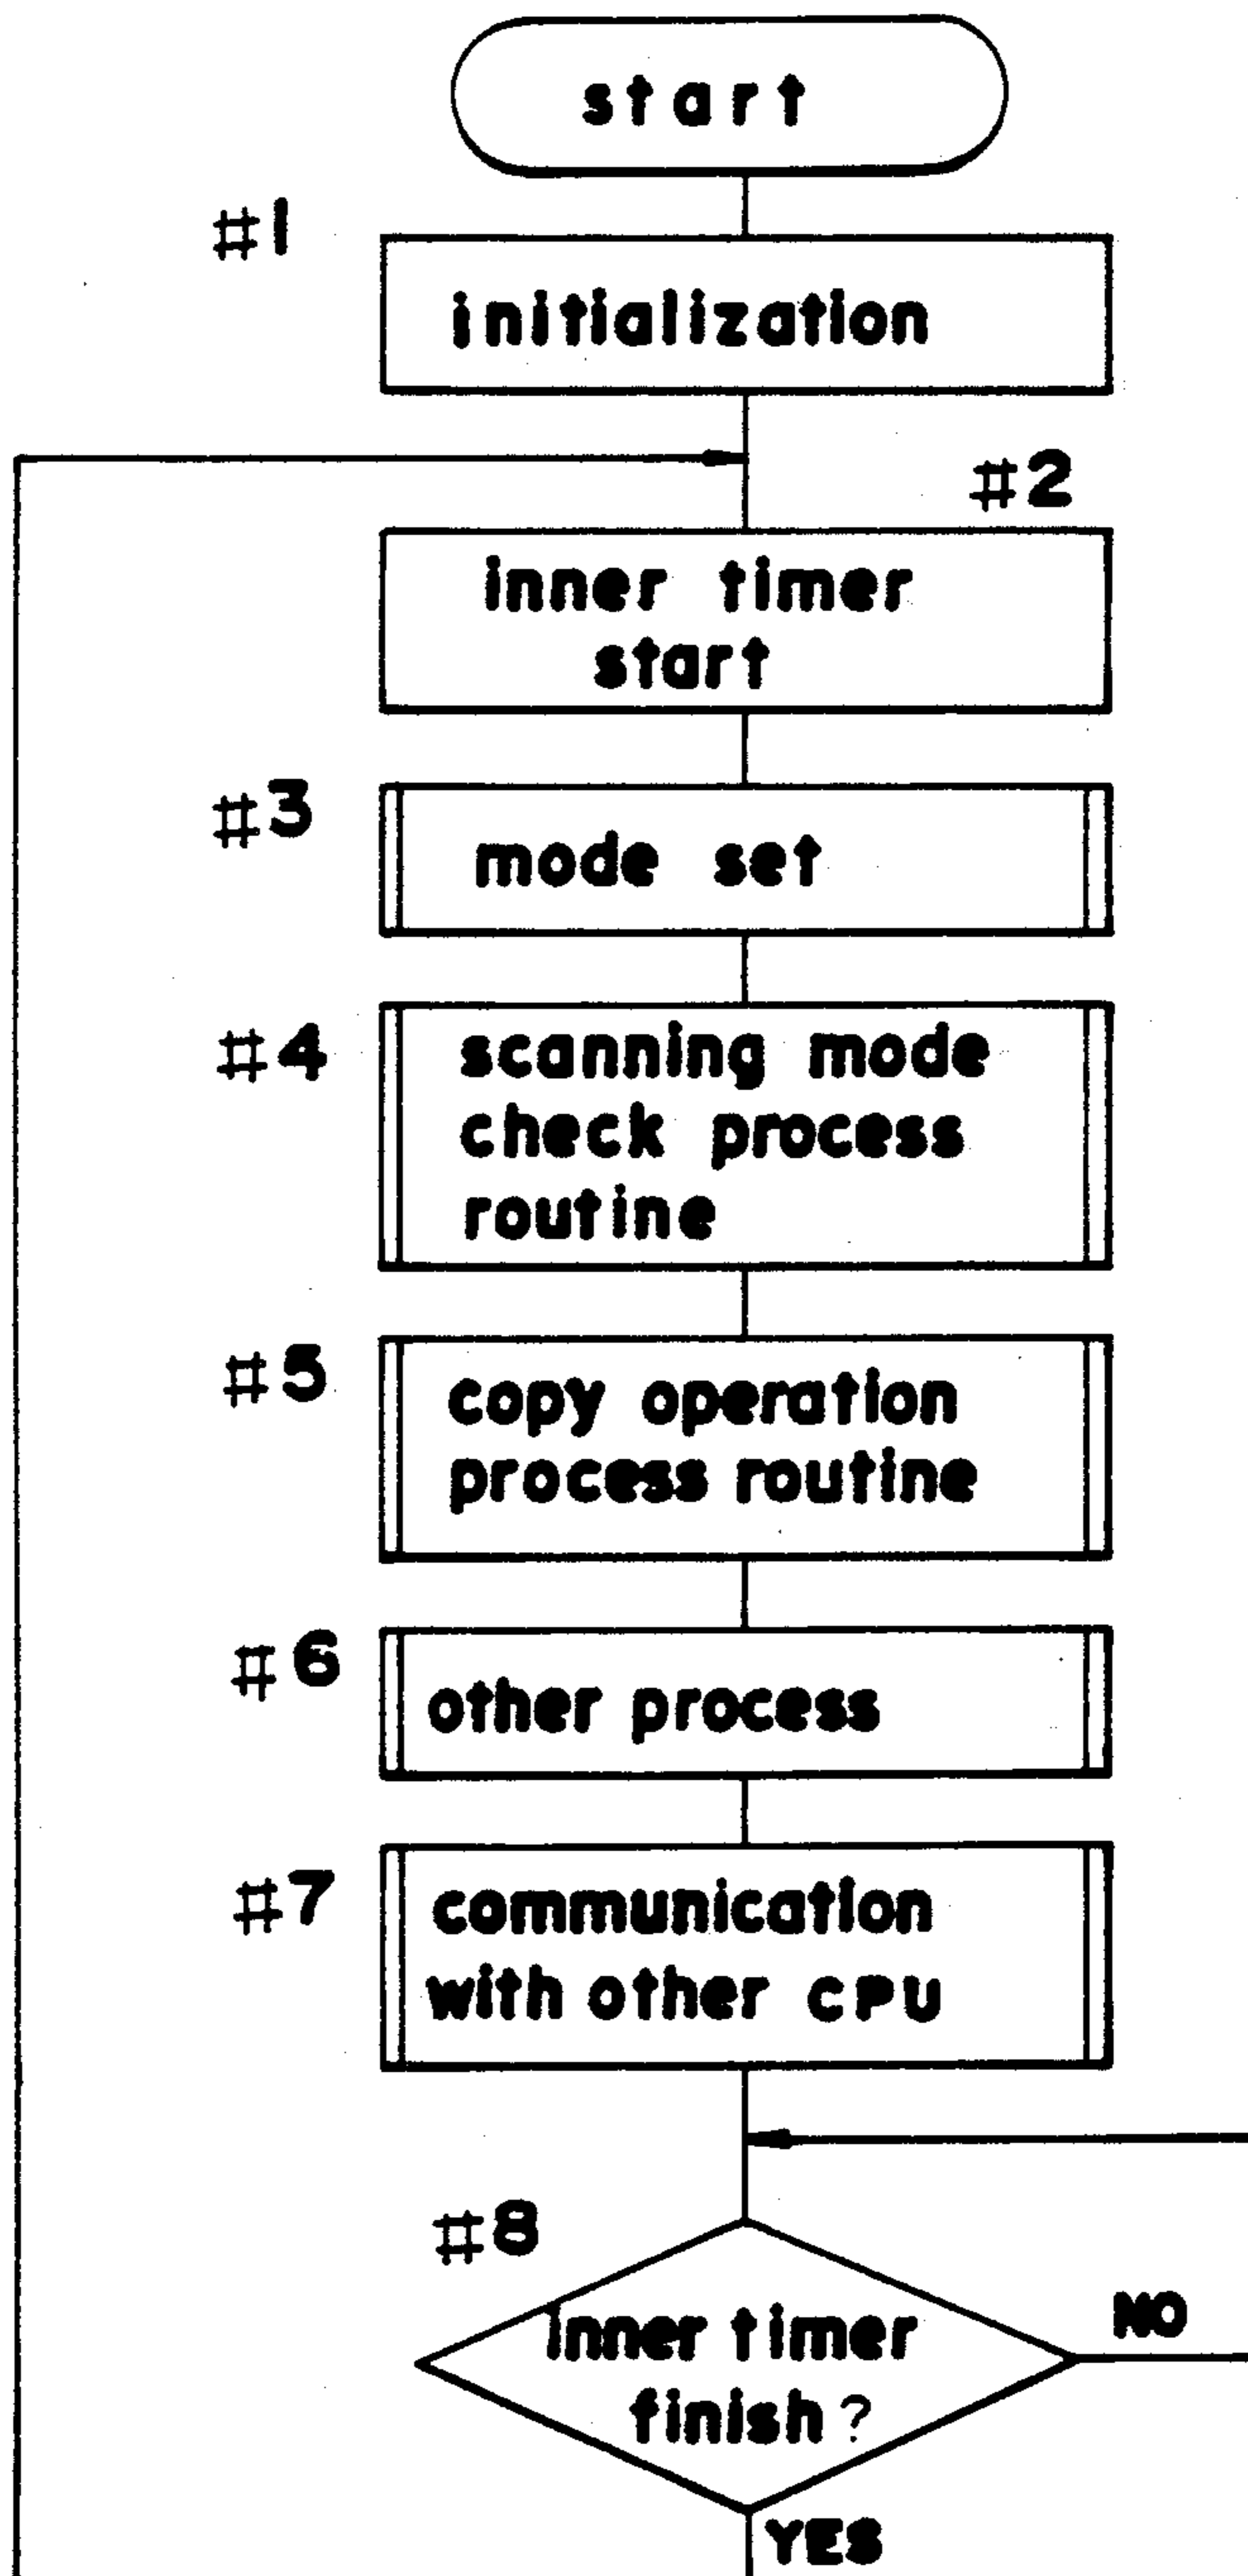 start
#1
initialization
#2
inner timer
start
#3
mode set
#4
scanning mode
check process
routine
#5
copy operation
process routine
#6
other process
#7
communication
with other CPU
#8
inner timer
finish?
NO
YES